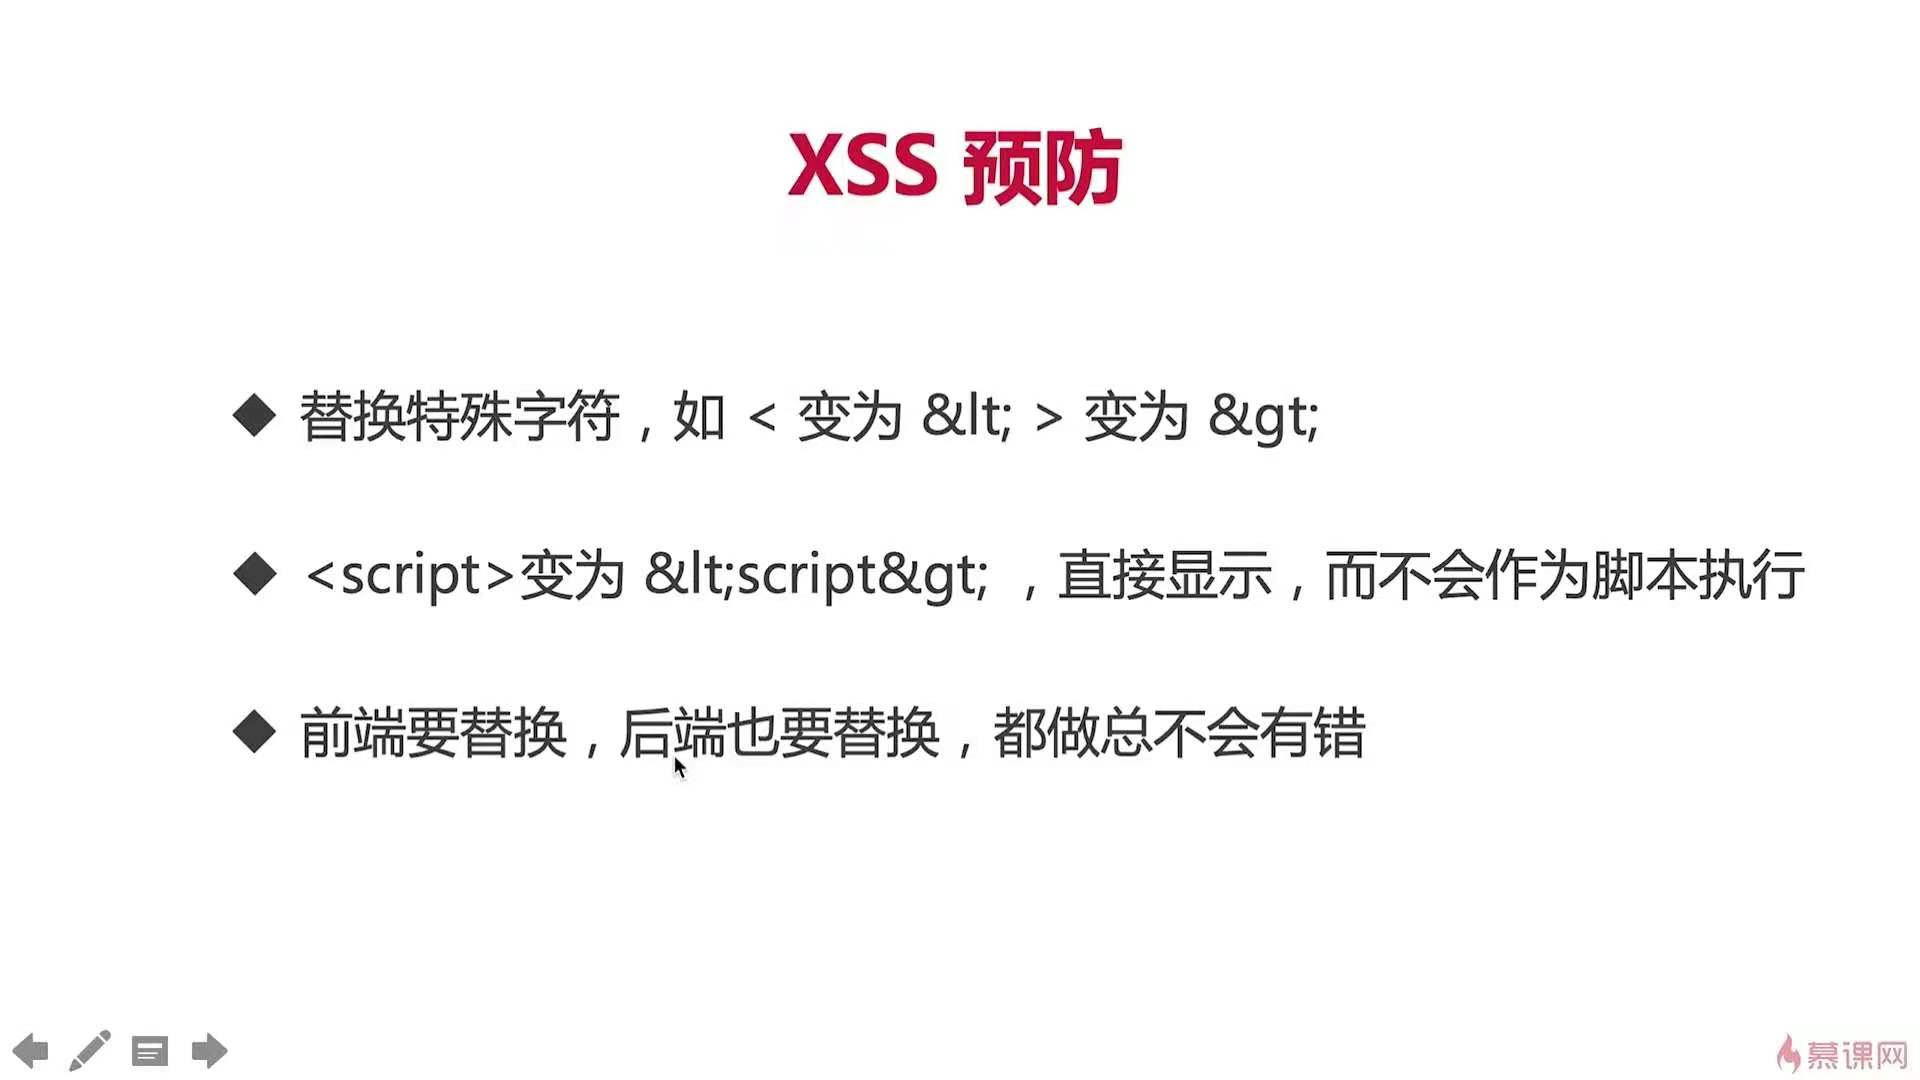 XSS 预防
◆ 替换特殊字符，如 < 变为 &lt; > 变为 &gt;
◆ <script>变为 &lt;script&gt; ，直接显示，而不会作为脚本执行
◆ 前端要替换，后端也要替换，都做总不会有错
慕课网